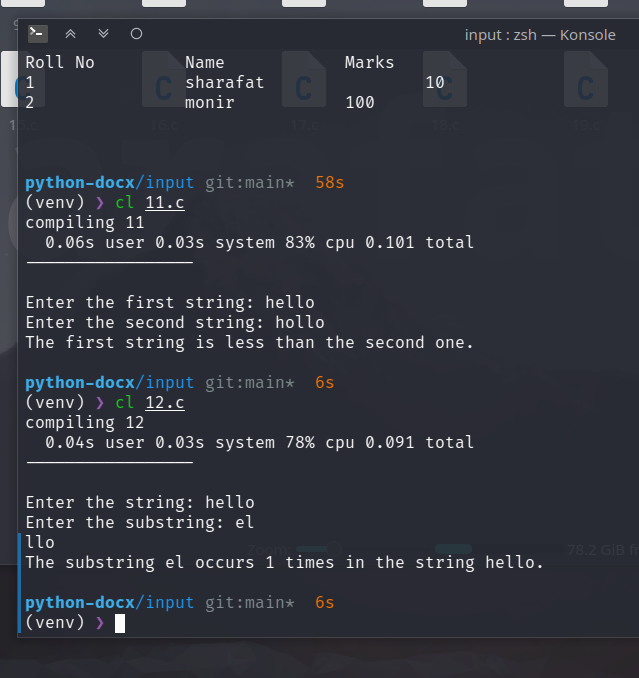 input : zsh — Konsole
Roll No Name Marks
1 sharafat 10
2 monir 100
python-docx/input git:main* 58s
(venv) ❯ cl 11.c
compiling 11
0.06s user 0.03s system 83% cpu 0.101 total
—————————————————
Enter the first string: hello
Enter the second string: hollo
The first string is less than the second one.
python-docx/input git:main* 6s
(venv) ❯ cl 12.c
compiling 12
0.04s user 0.03s system 78% cpu 0.091 total
—————————————————
Enter the string: hello
Enter the substring: el
llo
The substring el occurs 1 times in the string hello.
Zoom: 78.2 GiB fr
python-docx/input git:main* 6s
(venv) ❯